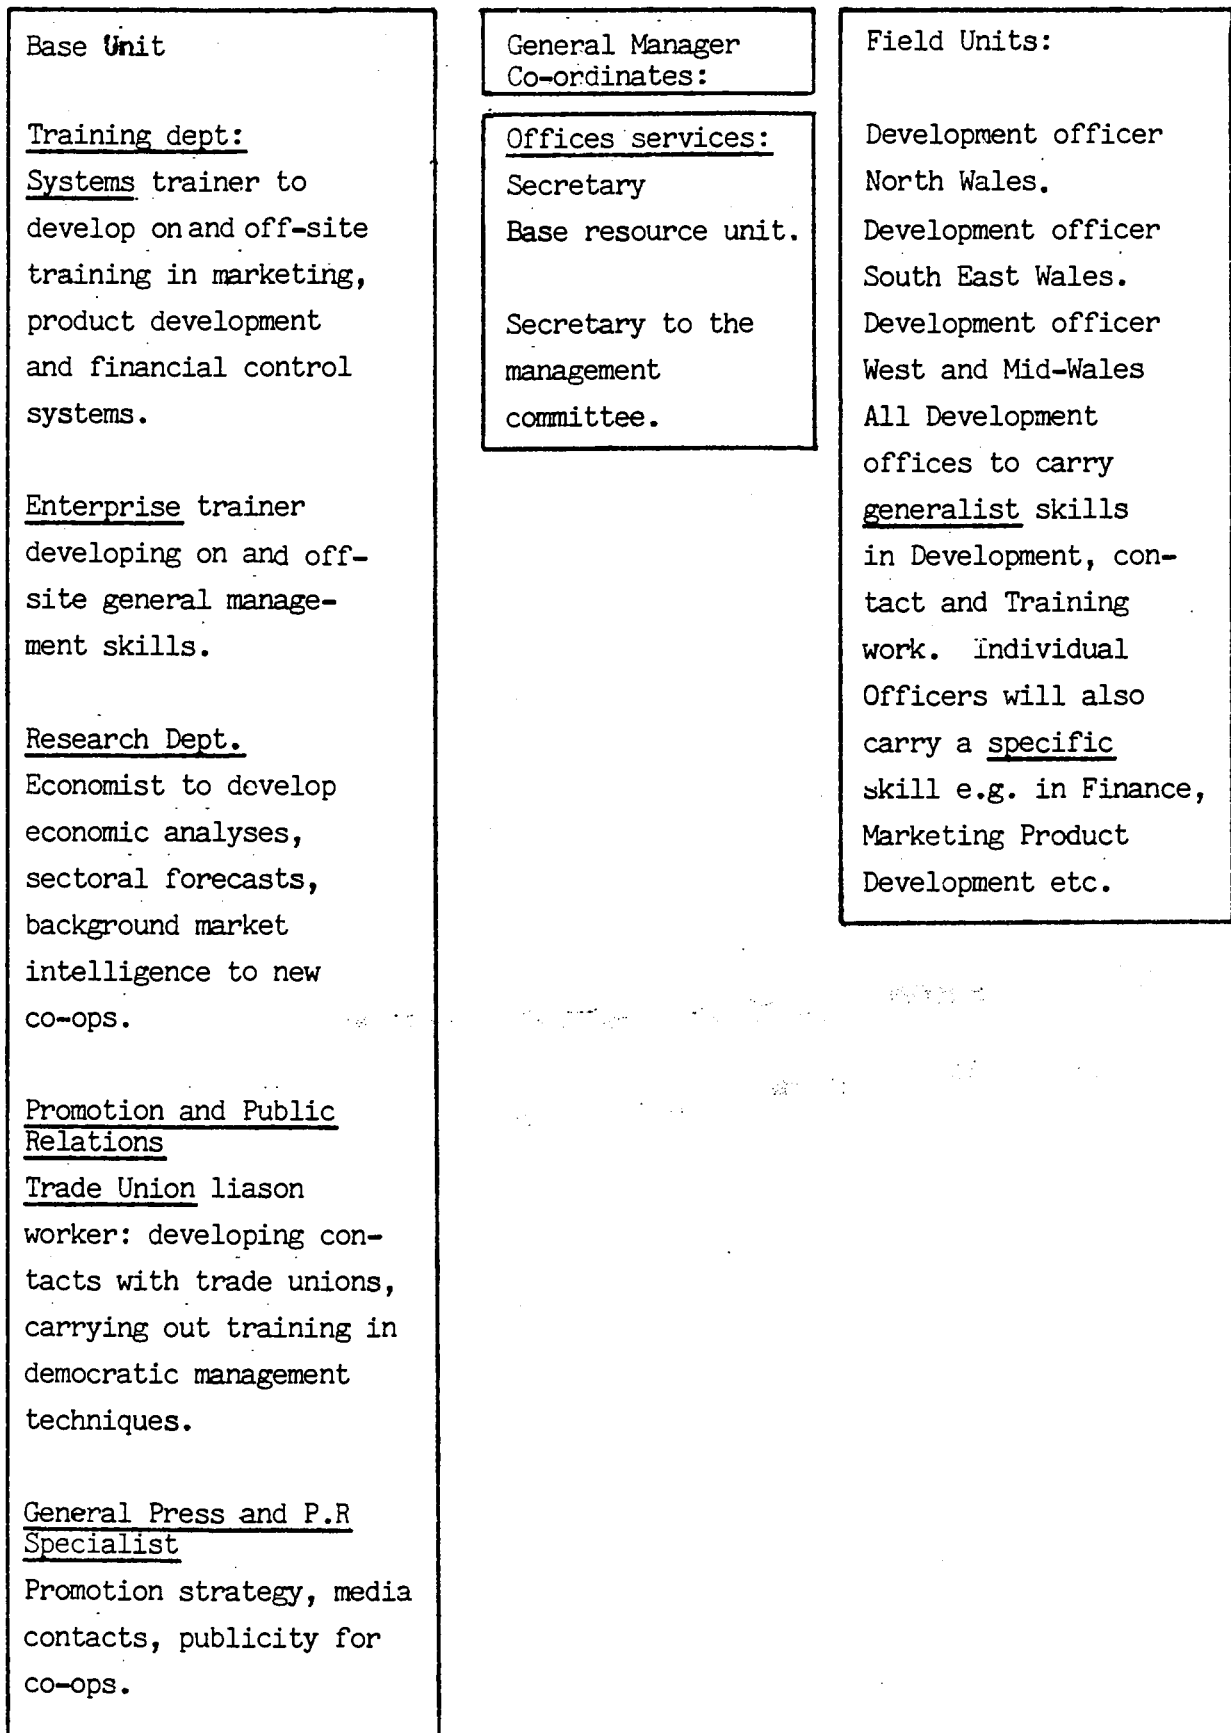 Base Unit
Training dept:
Systems trainer to
develop on and off-site
training in marketing,
product development
and financial control
systems.
Enterprise trainer
developing on and off-
site general manage-
ment skills.
Research Dept.
Economist to develop
economic analyses,
sectoral forecasts,
background market
intelligence to new
co-ops.
Promotion and Public
Relations
Trade Union liason
worker: developing con-
tacts with trade unions,
carrying out training in
democratic management
techniques.
General Press and P.R
Specialist
Promotion strategy, media
contacts, publicity for
co-ops.
General Manager
Co-ordinates:
Offices services:
Secretary
Base resource unit.
Secretary to the
management
committee.
Field Units:
Development officer
North Wales.
Development officer
South East Wales.
Development officer
West and Mid-Wales
All Development
offices to carry
generalist skills
in Development, con-
tact and Training
work. Individual
Officers will also
carry a specific
skill e.g. in Finance,
Marketing Product
Development etc.